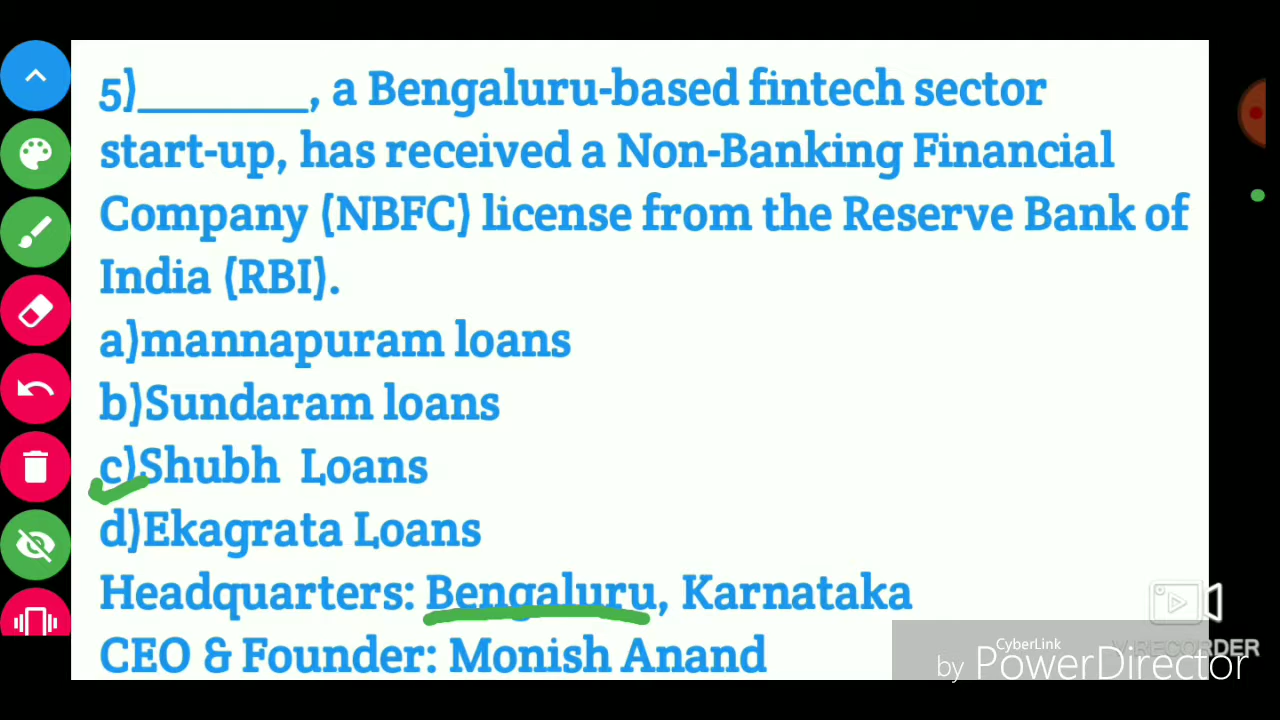 5)_______, a Bengaluru-based fintech sector
start-up, has received a Non-Banking Financial
Company (NBFC) license from the Reserve Bank of
India (RBI).
a)mannapuram loans
b)Sundaram loans
c)Shubh Loans
d)Ekagrata Loans
Headquarters: Bengaluru, Karnataka
CEO & Founder: Monish Anand
CyberLink
by PowerDirector
V RECORDER